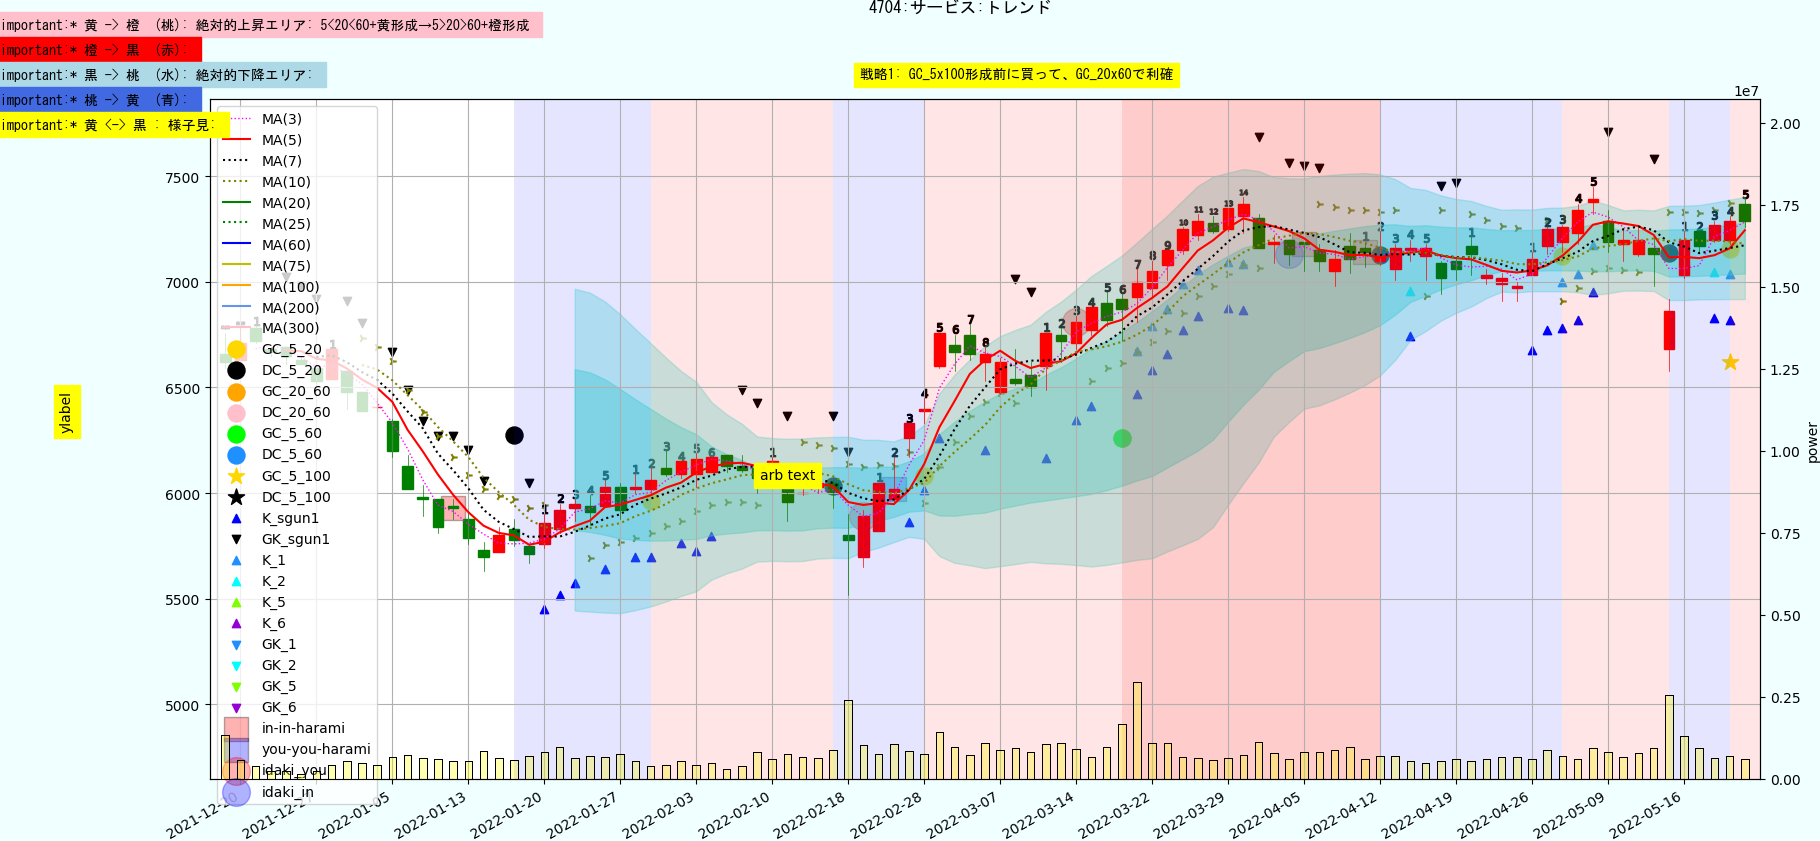 4704:サービス:トレンド
important:* 黄 -> 橙 (桃): 絶対的上昇エリア: 5<20<60+黄形成→5>20>60+橙形成
important:* 橙 -> 黒 (赤):
important:* 黒 -> 桃 (水): 絶対的下降エリア:
戦略1: GC_5x100形成前に買って、GC_20x60で利確
important:* 桃 -> 黄 (青):
important:* 黄 <-> 黒 : 様子見:
1e7
MA(3)
MA(5)
MA(7)
MA(10)
MA(20)
MA(25)
MA(60)
MA(75)
MA(100)
MA(200)
MA(300)
GC_5_20
DC_5_20
GC_20_60
DC_20_60
GC_5_60
DC_5_60
GC_5_100
DC_5_100
K_sgun1
GK_sgun1
K_1
K_2
K_5
K_6
GK_1
GK_2
GK_5
GK_6
in-in-harami
you-you-harami
idaki_you
idaki_in
7500
7000
6500
6000
5500
5000
ylabel
arb text
2.00
1.75
1.50
1.25
1.00
0.75
0.50
0.25
0.00
power
2022-01-05
2022-01-13
2022-01-20
2022-01-27
2022-02-03
2022-02-10
2022-02-18
2022-02-28
2022-03-07
2022-03-14
2022-03-22
2022-03-29
2022-04-05
2022-04-12
2022-04-19
2022-04-26
2022-05-09
2022-05-16